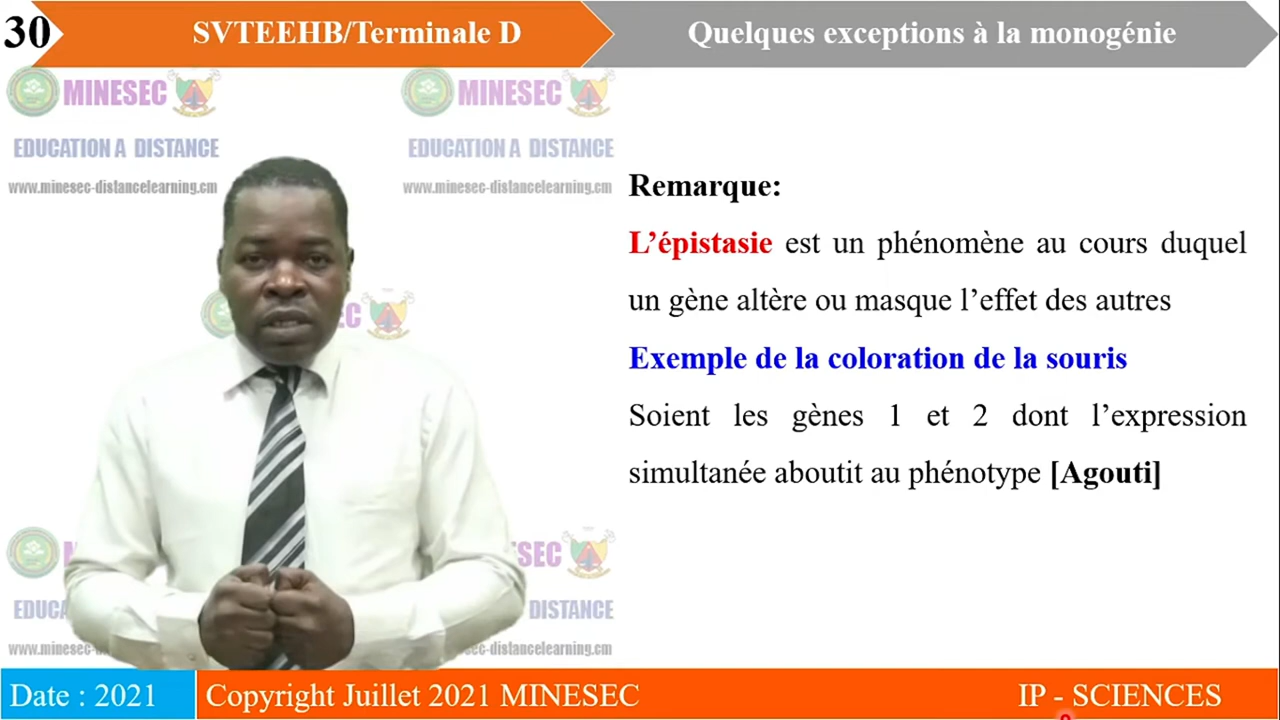 30
SVTEEHB/Terminale D
Quelques exceptions à la monogénie
MINESEC
MINESEC
EDUCATION A DISTANCE
EDUCATION A DISTANCE
www.minesec-distancelearning.cm
www.minesec-distancelearning.cm
Remarque:
L’épistasie est un phénomène au cours duquel
un gène altère ou masque l’effet des autres
Exemple de la coloration de la souris
Soient les gènes 1 et 2 dont l’expression
simultanée aboutit au phénotype [Agouti]
DISTANCE
Date : 2021
Copyright Juillet 2021 MINESEC
IP - SCIENCES